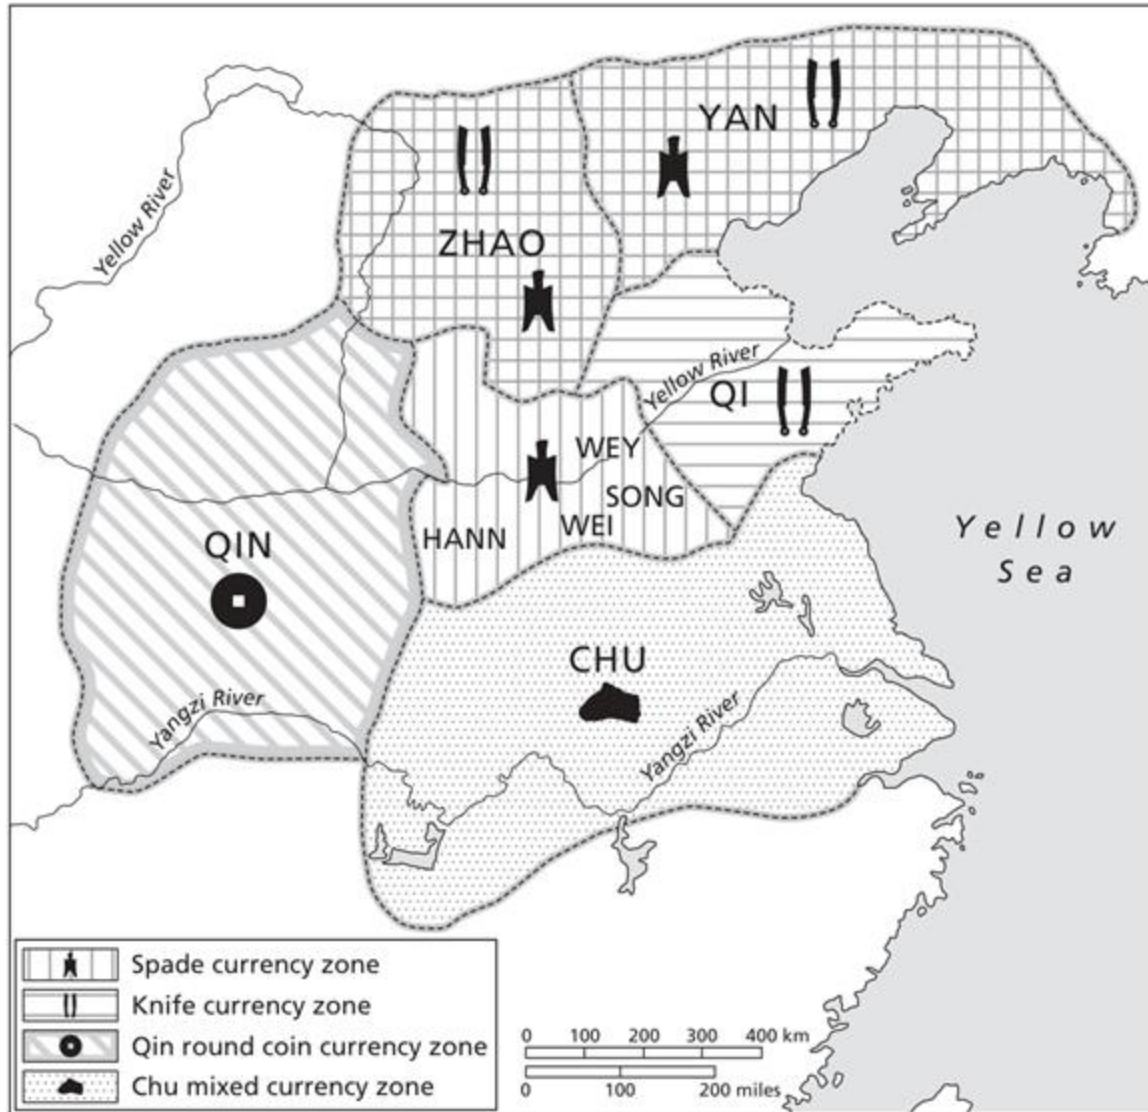 YAN
Yellow River
ZHAO
Yellow River
QI
WEY
SONG
WEI
HANN
QIN
Yellow
Sea
CHU
Yangzi River
Yangzi River
Spade currency zone
Knife currency zone
Qin round coin currency zone
Chu mixed currency zone
0 100 200 300 400 km
0 100 200 miles